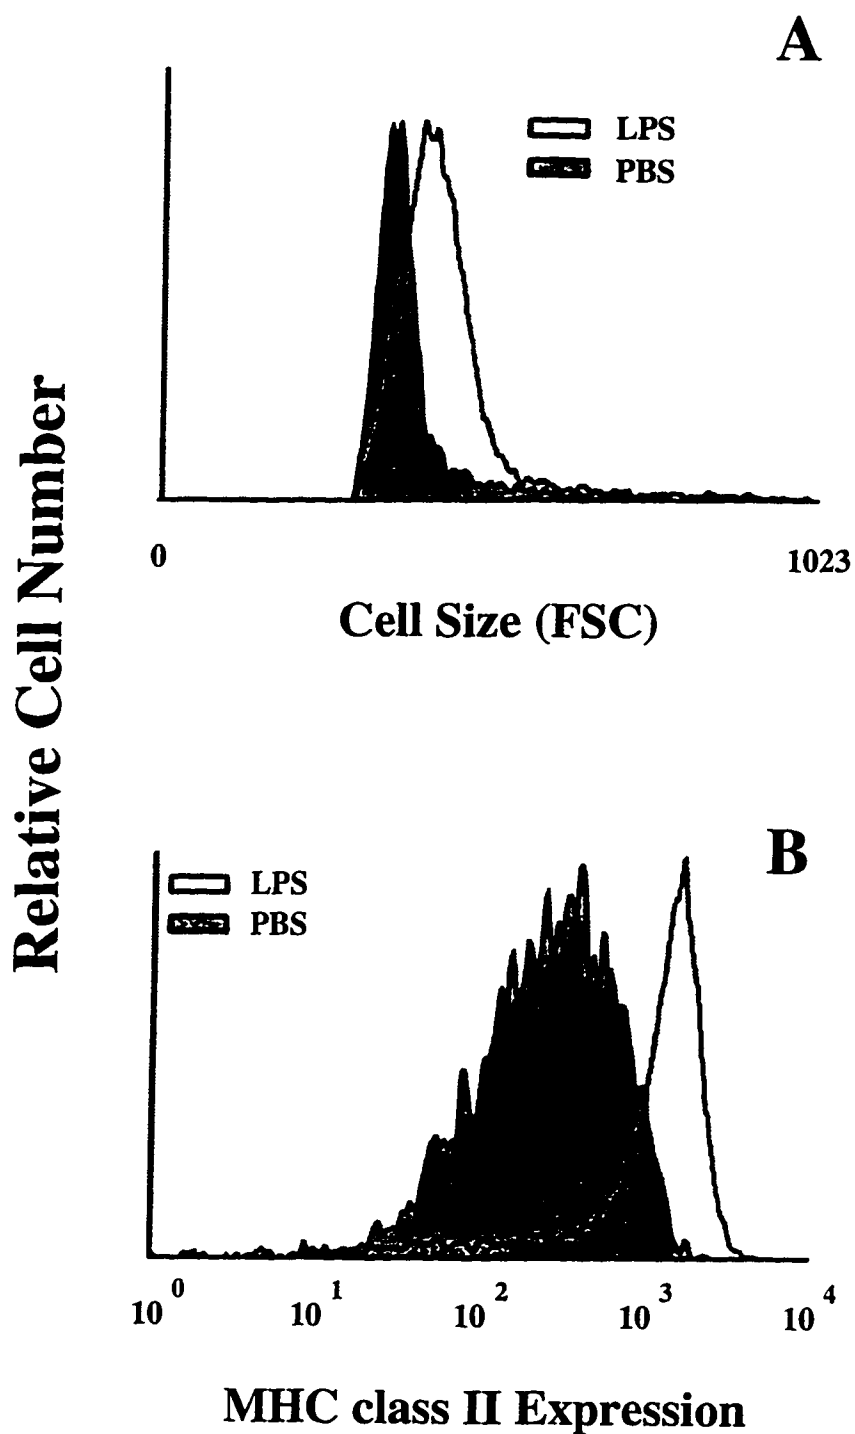 A
LPS
PBS
0 1023
Cell Size (FSC)
Relative Cell Number
B
LPS
PBS
10^0 10^1 10^2 10^3 10^4
MHC class II Expression